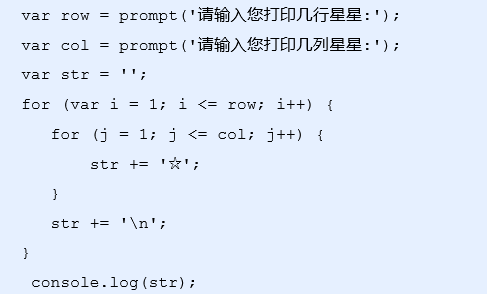 var row = prompt('请输入您打印几行星星:');
var col = prompt('请输入您打印几列星星:');
var str = '';
for (var i = 1; i <= row; i++) {
for (j = 1; j <= col; j++) {
str += '☆';
}
str += '\n';
}
console.log(str);